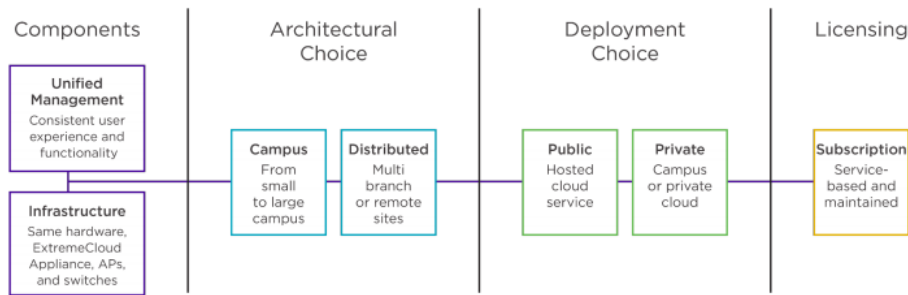 Components
Unified
Management
Consistent user
experience and
functionality
Infrastructure
Same hardware,
ExtremeCloud
Appliance, APs,
and switches
Architectural
Choice
Campus
From
small
to large
campus
Distributed
Multi
branch
or remote
sites
Deployment
Choice
Public
Hosted
cloud
service
Private
Campus
or private
cloud
Licensing
Subscription
Service-
based and
maintained